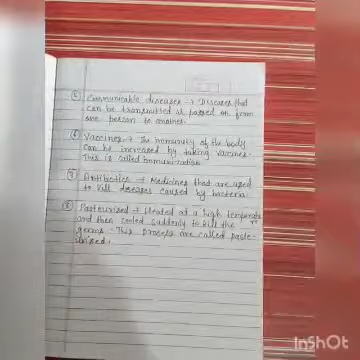 ⑤ Communicable diseases → Diseases that
can be transmitted or passed on from
one person to another.
⑥ Vaccines → The immunity of the body
can be increased by taking vaccines.
This is called Immunization
⑦ Antibiotics → Medicines that are used
to kill diseases caused by bacteria
⑧ Pasteurised → Heated at a high temperature
and then cooled suddenly to kill the
germs. This process are called paste-
urised.
InShOt